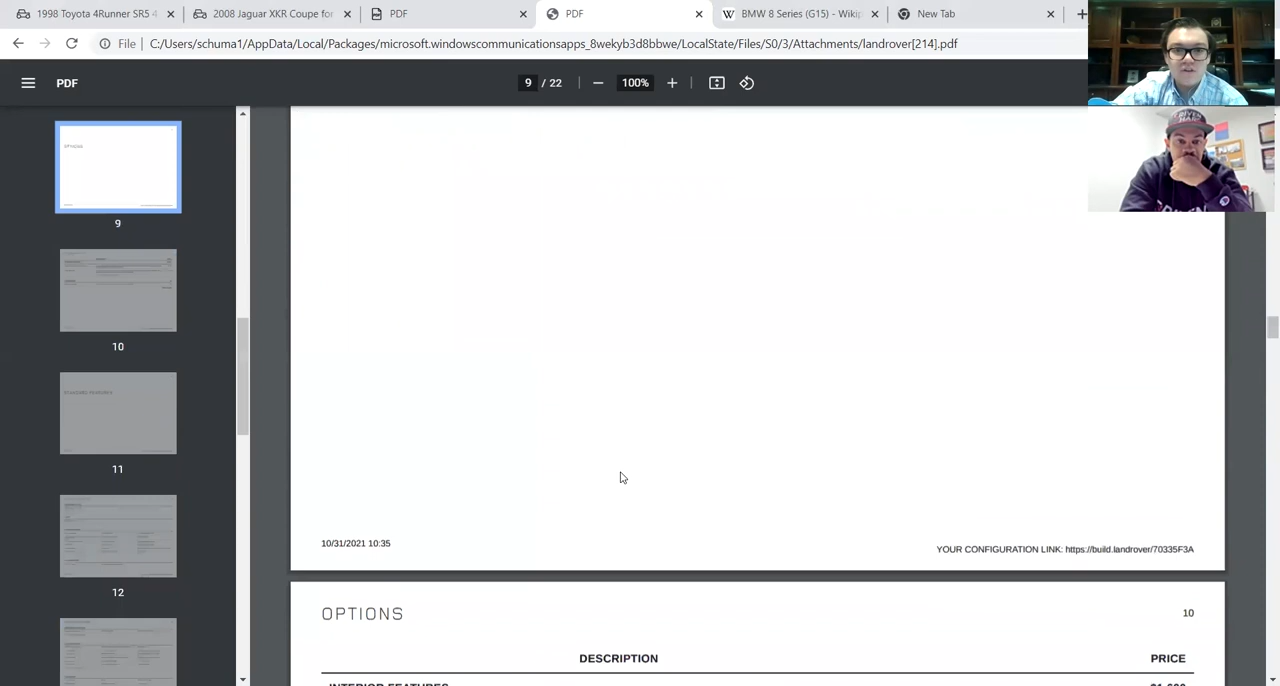 1998 Toyota 4Runner SR5 4
2008 Jaguar XKR Coupe for
PDF
PDF
BMW 8 Series (G15) - Wikip
New Tab
File
C:/Users/schuma1/AppData/Local/Packages/microsoft.windowscommunicationsapps_8wekyb3d8bbwe/LocalState/Files/S0/3/Attachments/landrover[214].pdf
PDF
9 / 22
100%
9
10
11
12
10/31/2021 10:35
YOUR CONFIGURATION LINK: https://build.landrover/70335F3A
OPTIONS
10
DESCRIPTION
PRICE
INTERIOR FEATURES